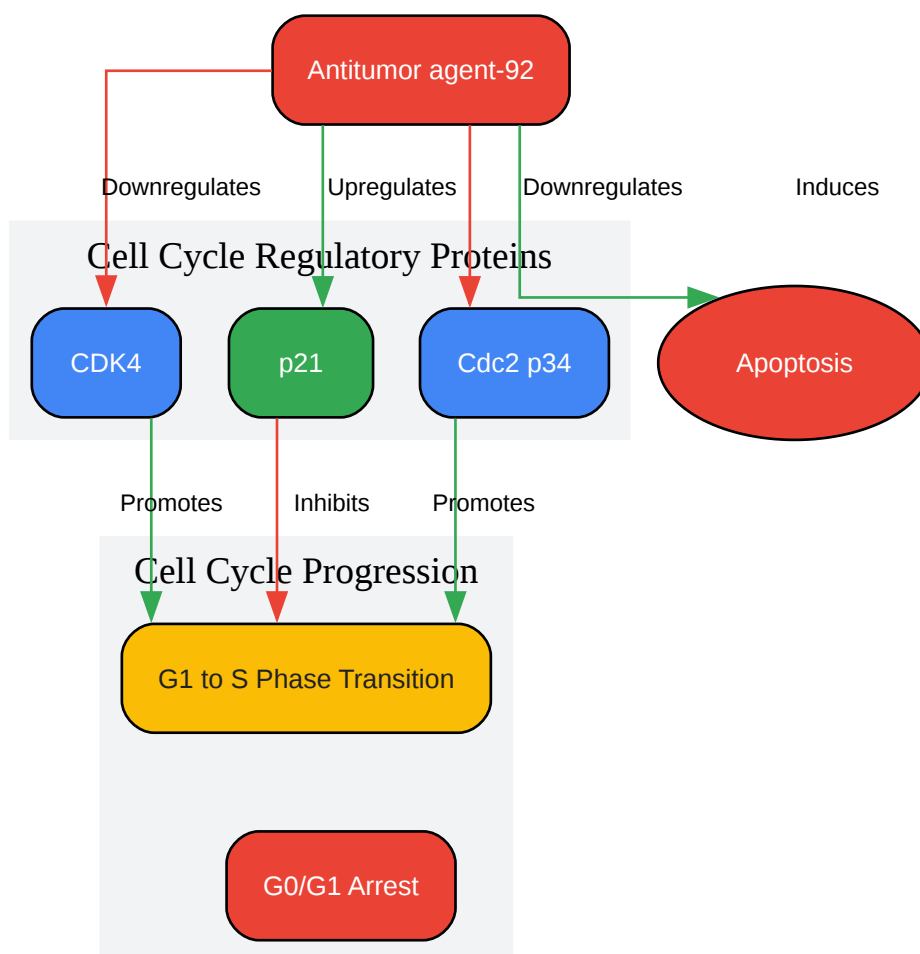 Antitumor agent-92
Downregulates
Upregulates
Downregulates
Induces
Cell Cycle Regulatory Proteins
CDK4
p21
Cdc2 p34
Apoptosis
Promotes
Inhibits
Promotes
Cell Cycle Progression
G1 to S Phase Transition
G0/G1 Arrest